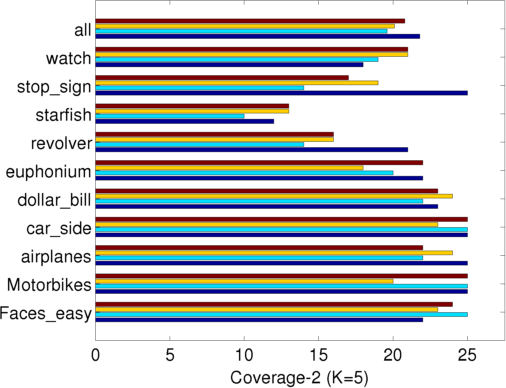 all
watch
stop_sign
starfish
revolver
euphonium
dollar_bill
car_side
airplanes
Motorbikes
Faces_easy
0 5 10 15 20 25
Coverage-2 (K=5)